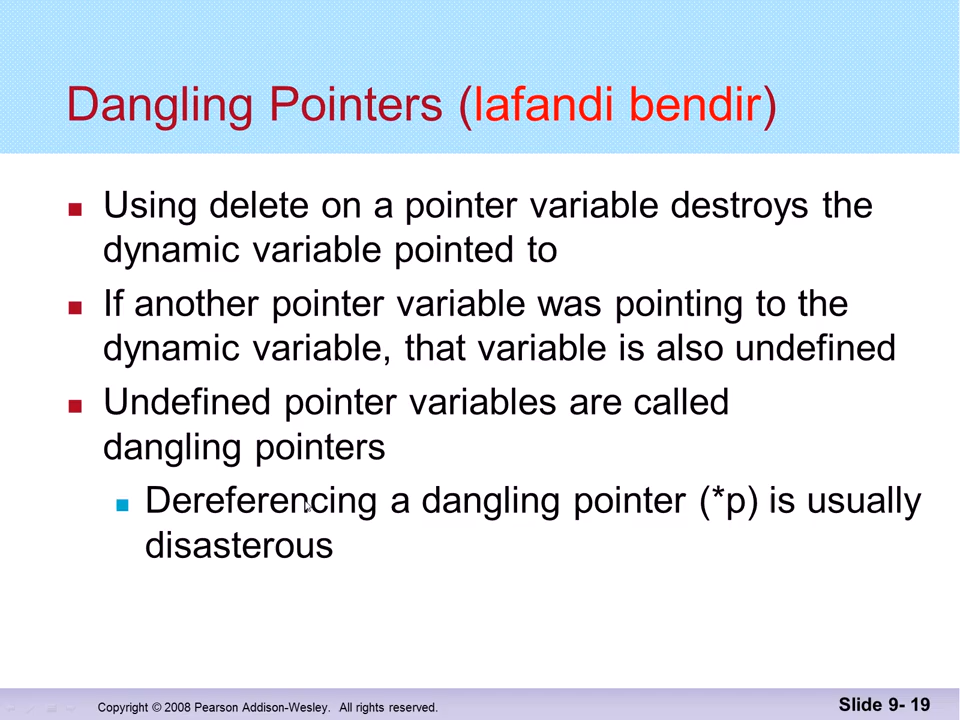 Dangling Pointers (lafandi bendir)
Using delete on a pointer variable destroys the
dynamic variable pointed to
If another pointer variable was pointing to the
dynamic variable, that variable is also undefined
Undefined pointer variables are called
dangling pointers
Dereferencing a dangling pointer (*p) is usually
disasterous
Copyright © 2008 Pearson Addison-Wesley. All rights reserved.
Slide 9- 19